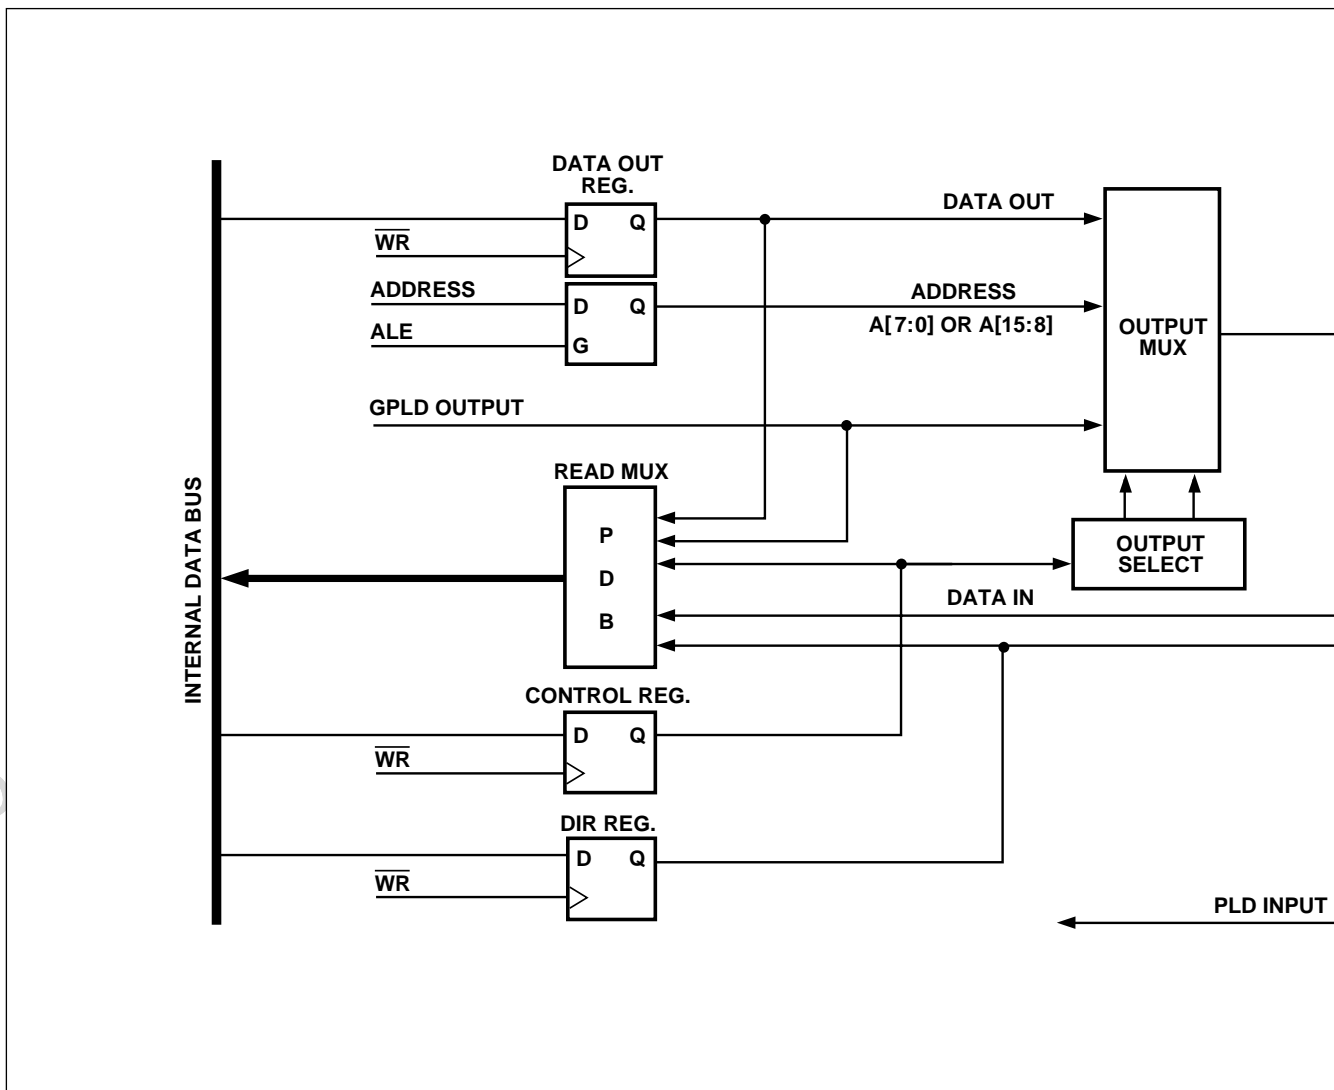 DATA OUT
REG.
D Q
WR
DATA OUT
ADDRESS
ALE
D Q
G
ADDRESS
A[7:0] OR A[15:8]
OUTPUT
MUX
GPLD OUTPUT
READ MUX
P
D
B
OUTPUT
SELECT
DATA IN
INTERNAL DATA BUS
CONTROL REG.
D Q
WR
DIR REG.
D Q
WR
PLD INPUT